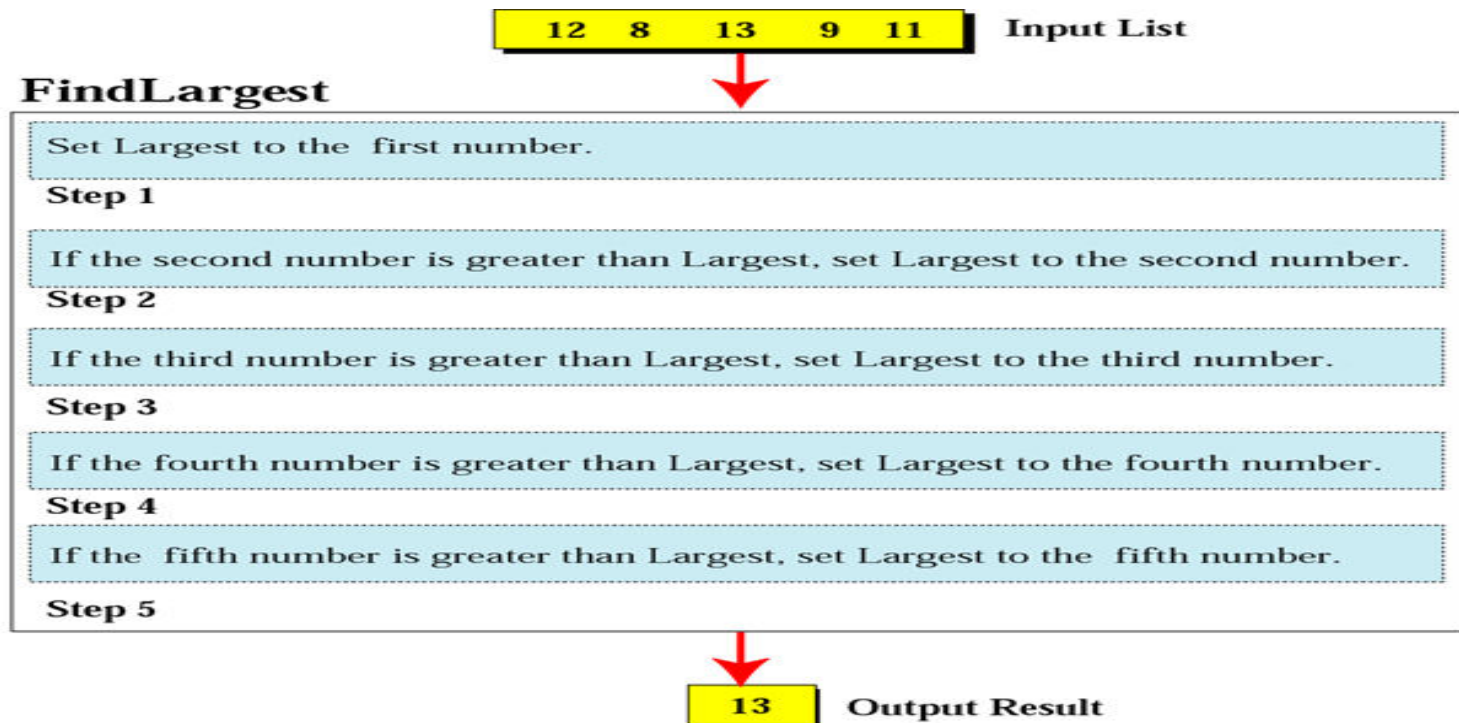 12 8 13 9 11 Input List
FindLargest
Set Largest to the first number.
Step 1
If the second number is greater than Largest, set Largest to the second number.
Step 2
If the third number is greater than Largest, set Largest to the third number.
Step 3
If the fourth number is greater than Largest, set Largest to the fourth number.
Step 4
If the fifth number is greater than Largest, set Largest to the fifth number.
Step 5
13 Output Result